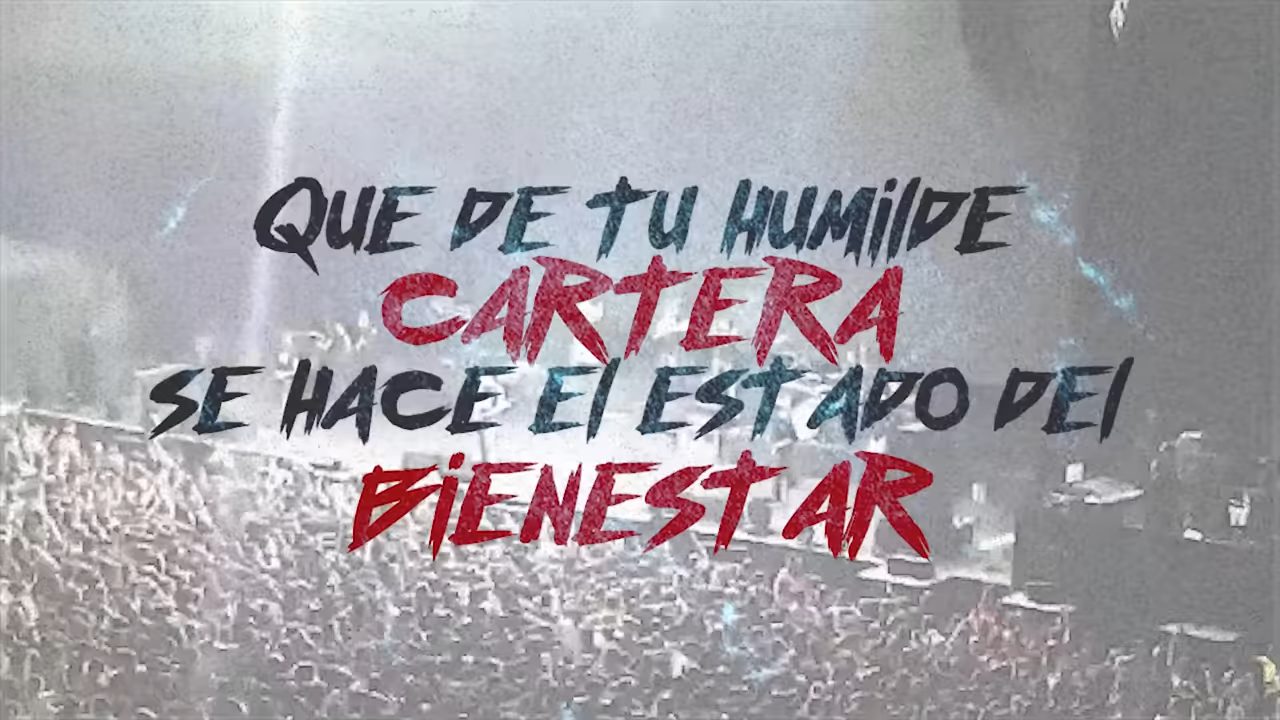 QUE DE TU HUMILDE
CARTERA
SE HACE EL ESTADO DEL
BIENESTAR